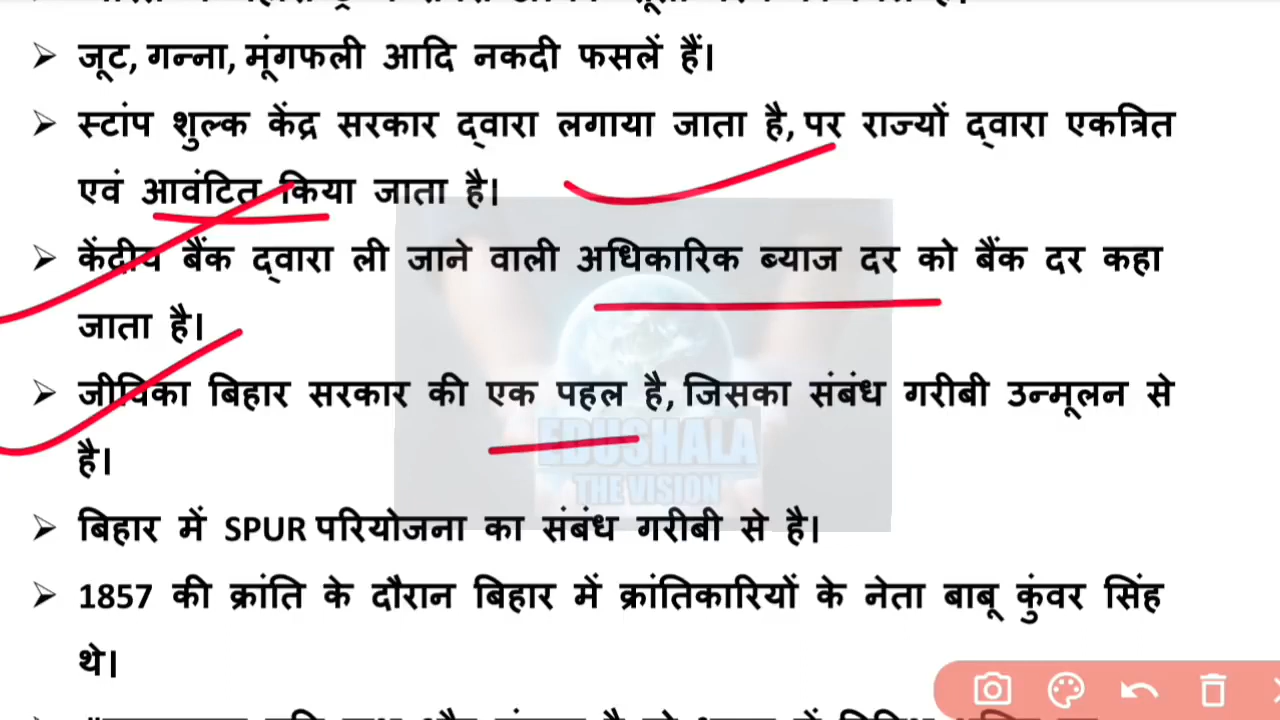 ➤ जूट, गन्ना, मूंगफली आदि नकदी फसलें हैं।
➤ स्टांप शुल्क केंद्र सरकार द्वारा लगाया जाता है, पर राज्यों द्वारा एकत्रित
एवं आवंटित किया जाता है।
➤ केंद्रीय बैंक द्वारा ली जाने वाली अधिकारिक ब्याज दर को बैंक दर कहा
जाता है।
➤ जीविका बिहार सरकार की एक पहल है, जिसका संबंध गरीबी उन्मूलन से
है।
➤ बिहार में SPUR परियोजना का संबंध गरीबी से है।
➤ 1857 की क्रांति के दौरान बिहार में क्रांतिकारियों के नेता बाबू कुंवर सिंह
थे।
EDUSHALA
THE VISION